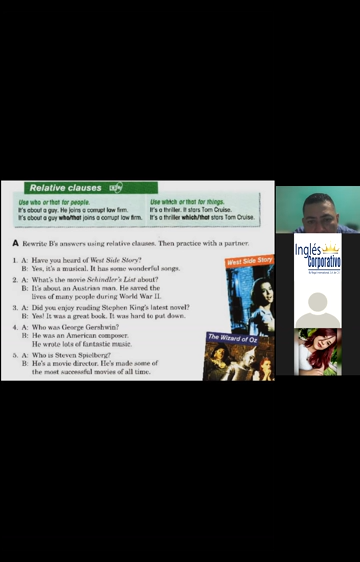 Relative clauses
Use who or that for people.
It's about a guy. He joins a corrupt law firm.
It's about a guy who/that joins a corrupt law firm.
Use which or that for things.
It's a thriller. It stars Tom Cruise.
It's a thriller which/that stars Tom Cruise.
A Rewrite B's answers using relative clauses. Then practice with a partner.
1. A: Have you heard of West Side Story?
B: Yes, it's a musical. It has some wonderful songs.
2. A: What's the movie Schindler's List about?
B: It's about an Austrian man. He saved the
lives of many people during World War II.
3. A: Did you enjoy reading Stephen King's latest novel?
B: Yes! It was a great book. It was hard to put down.
4. A: Who was George Gershwin?
B: He was an American composer.
He wrote lots of fantastic music.
5. A: Who is Steven Spielberg?
B: He's a movie director. He's made some of
the most successful movies of all time.
West Side Story
The Wizard of Oz
Inglés
Corporativo